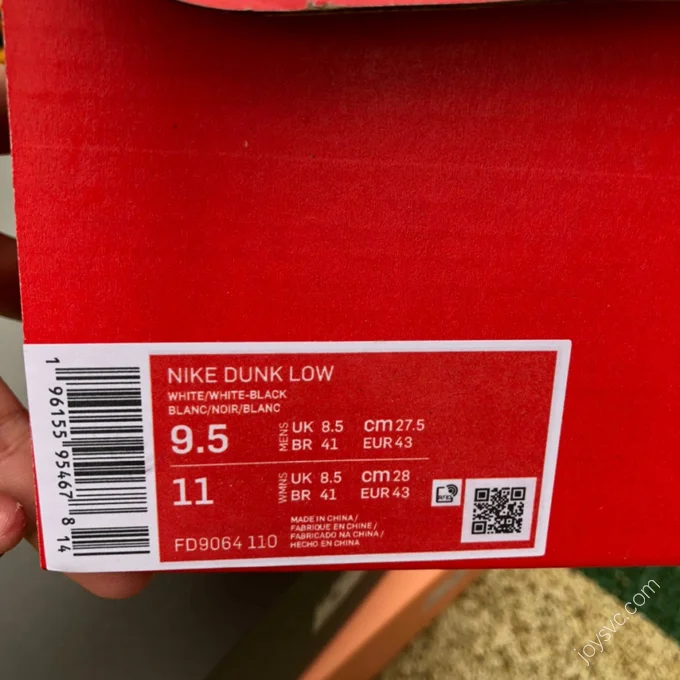 NIKE DUNK LOW
WHITE/WHITE-BLACK
BLANC/NOIR/BLANC
9.5 MENS UK 8.5 cm 27.5
BR 41 EUR 43
11 WMNS UK 8.5 cm 28
BR 41 EUR 43
MADE IN CHINA/
FABRIQUE EN CHINE/
FABRICADO NA CHINA/
HECHO EN CHINA
FD9064 110
1 96155 95467 8 14
joysvc.com